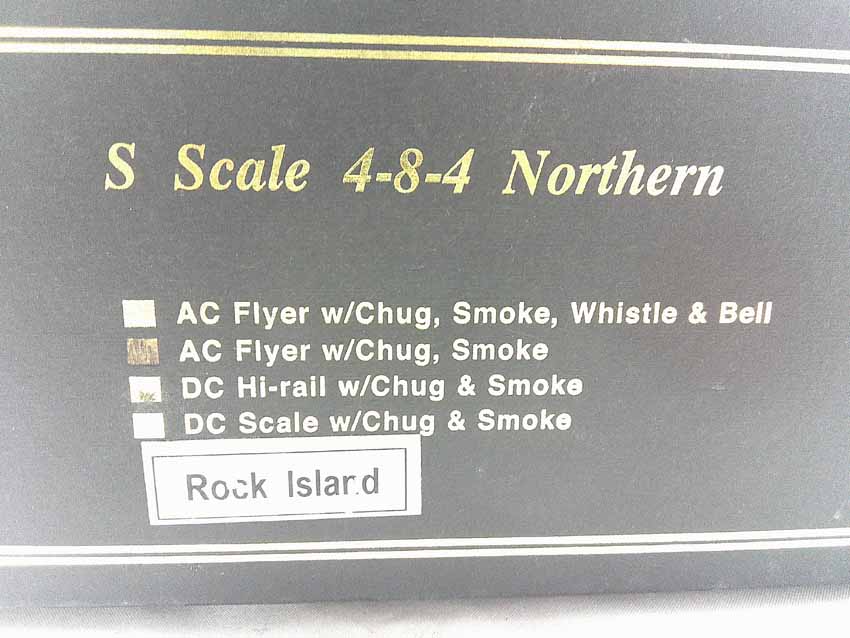 S Scale 4-8-4 Northern
AC Flyer w/Chug, Smoke, Whistle & Bell
AC Flyer w/Chug, Smoke
DC Hi-rail w/Chug & Smoke
DC Scale w/Chug & Smoke
Rock Island